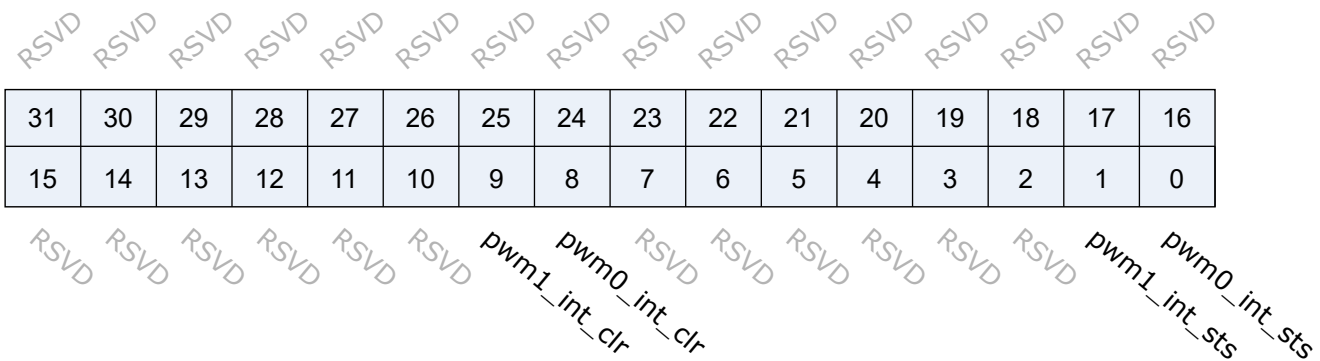 RSVD RSVD RSVD RSVD RSVD RSVD RSVD RSVD RSVD RSVD RSVD RSVD RSVD RSVD RSVD RSVD
31 30 29 28 27 26 25 24 23 22 21 20 19 18 17 16
15 14 13 12 11 10 9 8 7 6 5 4 3 2 1 0
RSVD RSVD RSVD RSVD RSVD RSVD pwm1_int_clr pwm0_int_clr RSVD RSVD RSVD RSVD RSVD RSVD pwm1_int_sts pwm0_int_sts